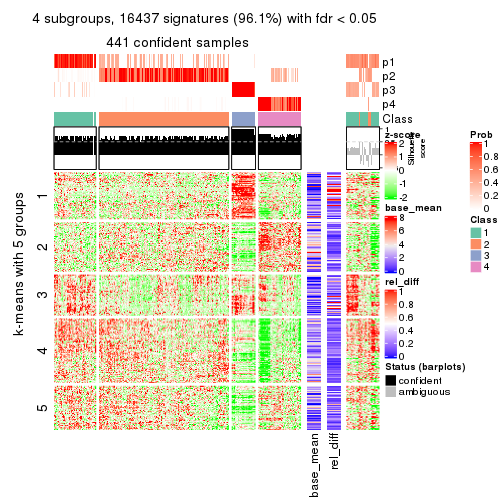 4 subgroups, 16437 signatures (96.1%) with fdr < 0.05
441 confident samples
p1
p2
p3
p4
Class
1
0
Silhouette
score
k-means with 5 groups
1
2
3
4
5
base_mean
rel_diff
z-score
2
1
0
-1
-2
base_mean
8
6
4
2
0
rel_diff
1
0.8
0.6
0.4
0.2
0
Status (barplots)
confident
ambiguous
Prob
1
0.8
0.6
0.4
0.2
0
Class
1
2
3
4